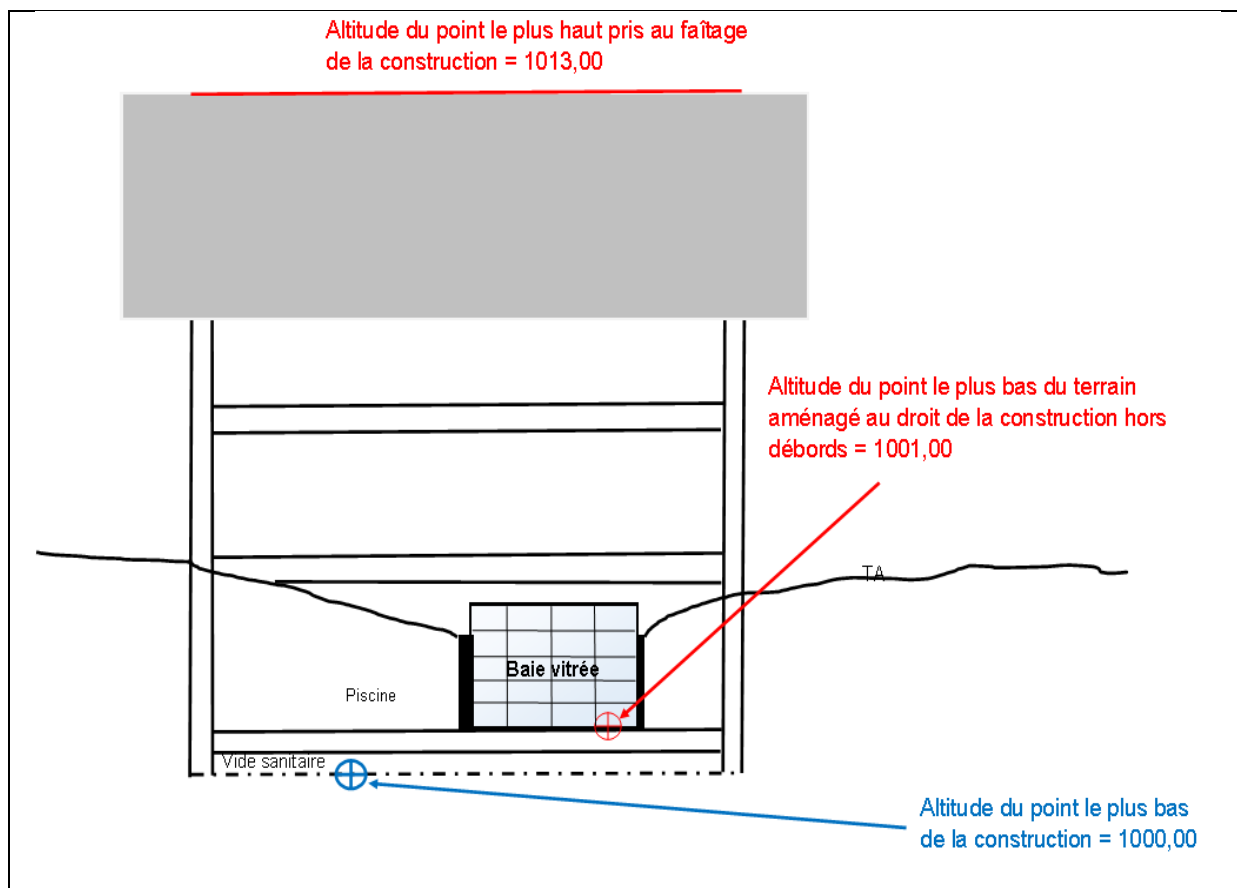 Altitude du point le plus haut pris au faîtage
de la construction = 1013,00
Altitude du point le plus bas du terrain
aménagé au droit de la construction hors
débords = 1001,00
TA
Baie vitrée
Piscine
Vide sanitaire
Altitude du point le plus bas
de la construction = 1000,00